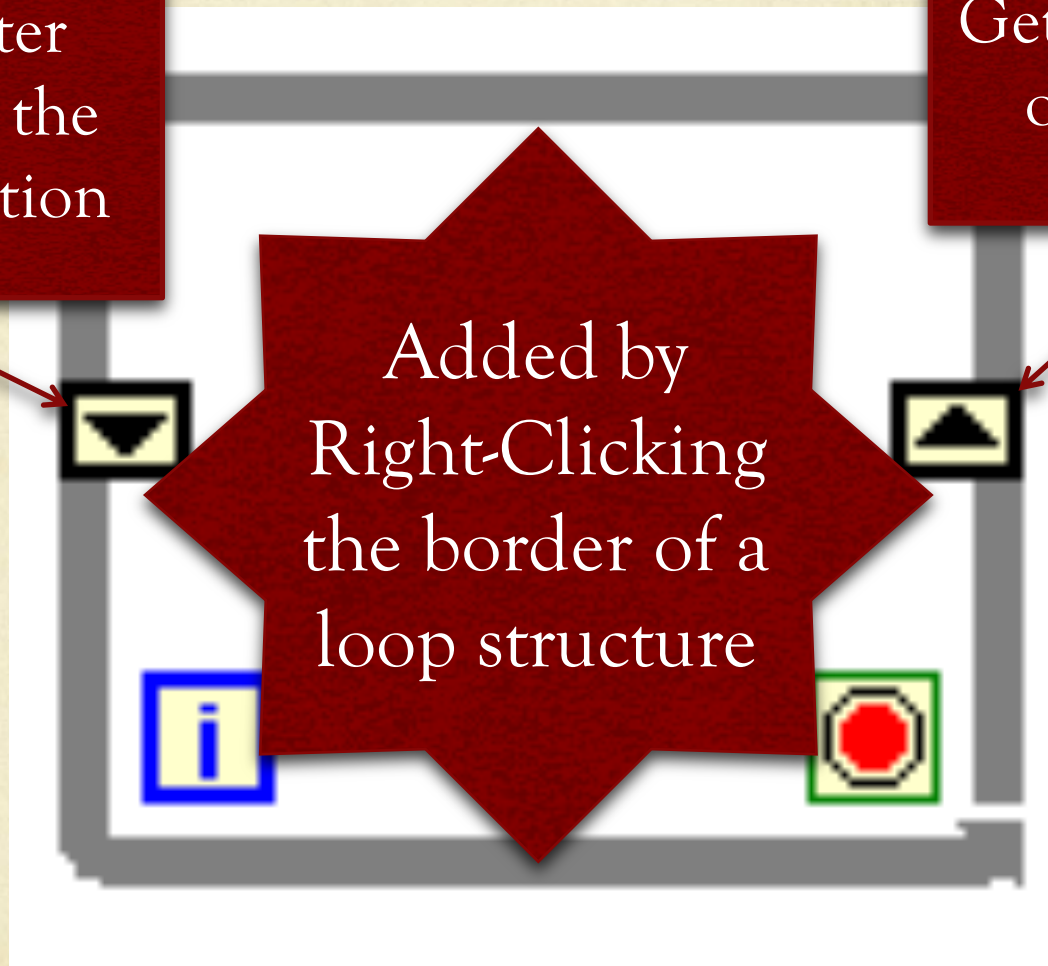 ter
the
tion
Get
Added by
Right-Clicking
the border of a
loop structure
i